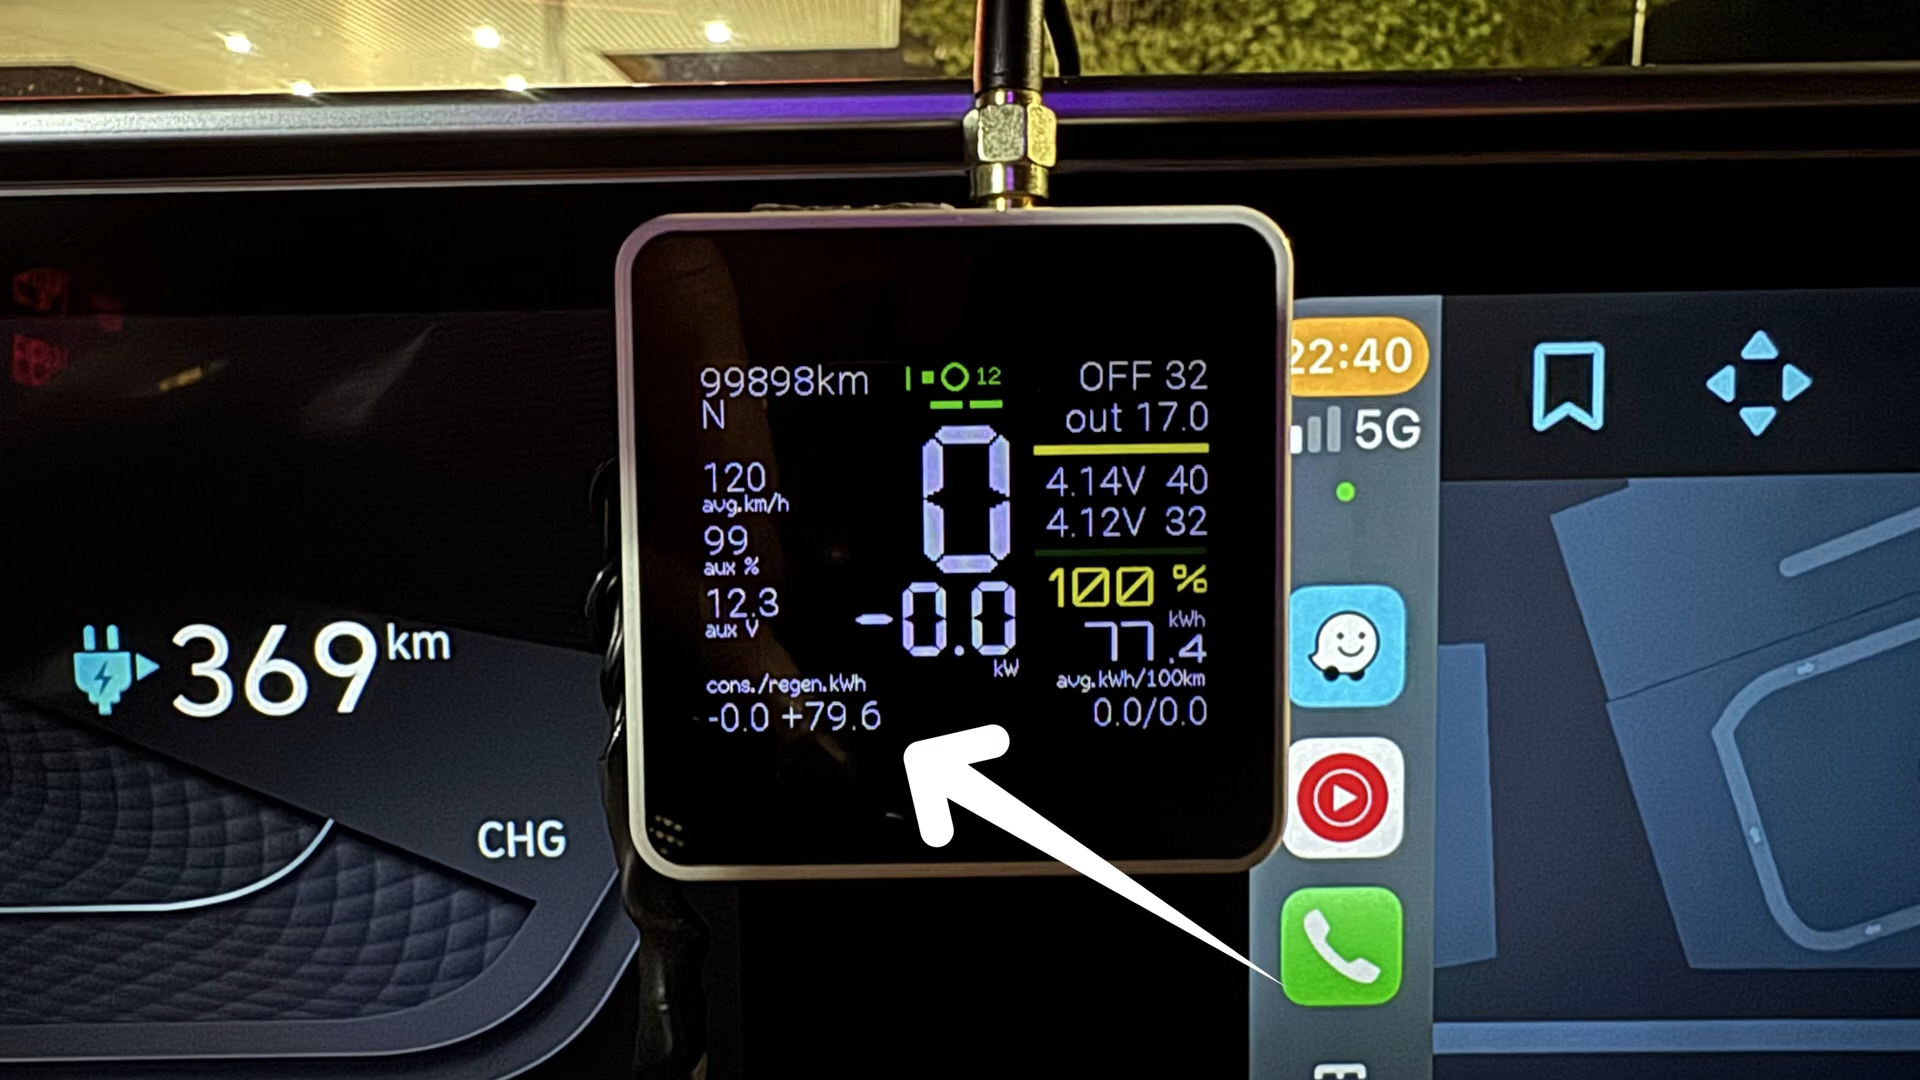 99898km
N
120
avg.km/h
99
aux %
12.3
aux V
cons./regen.kWh
-0.0 +79.6
12
0
-0.0
kW
OFF 32
out 17.0
4.14V 40
4.12V 32
100 %
kWh
77.4
avg.kWh/100km
0.0/0.0
369 km
CHG
22:40
5G